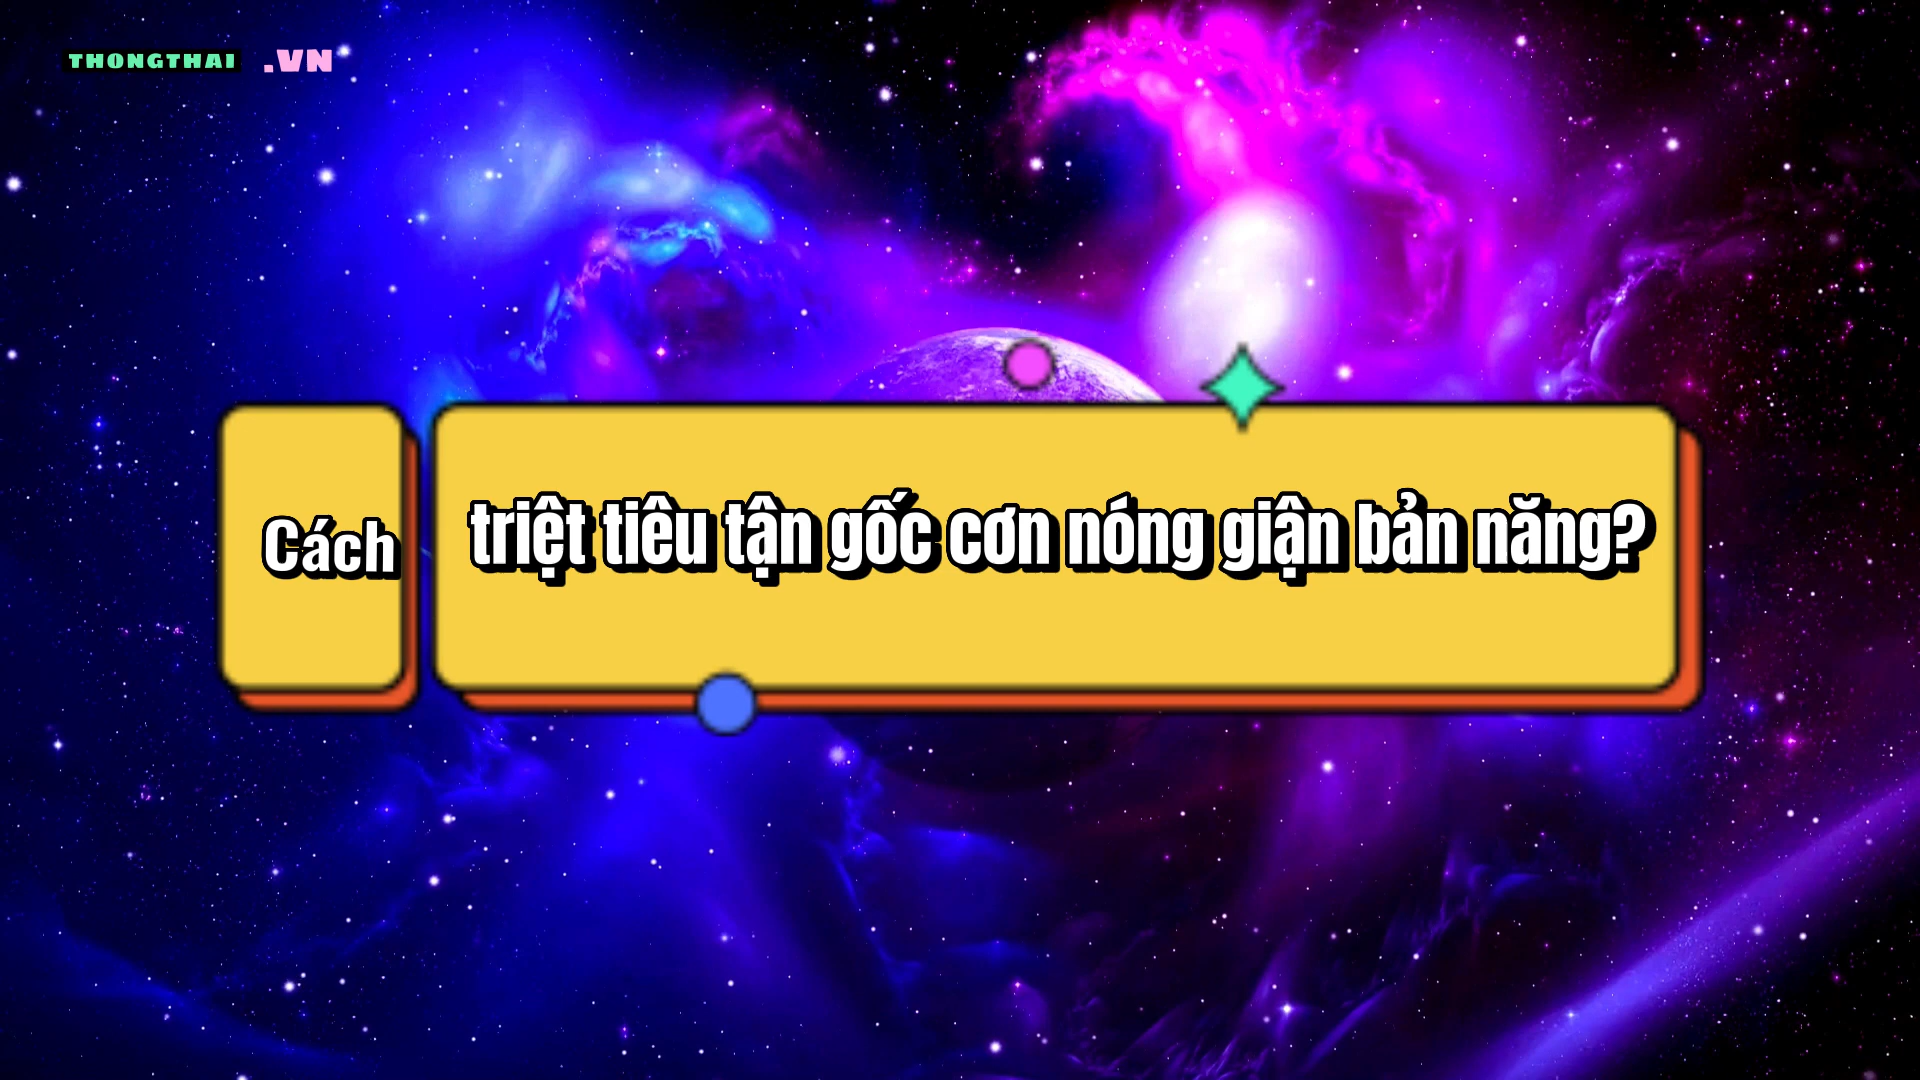 THONGTHAI .VN
Cách triệt tiêu tận gốc cơn nóng giận bản năng?